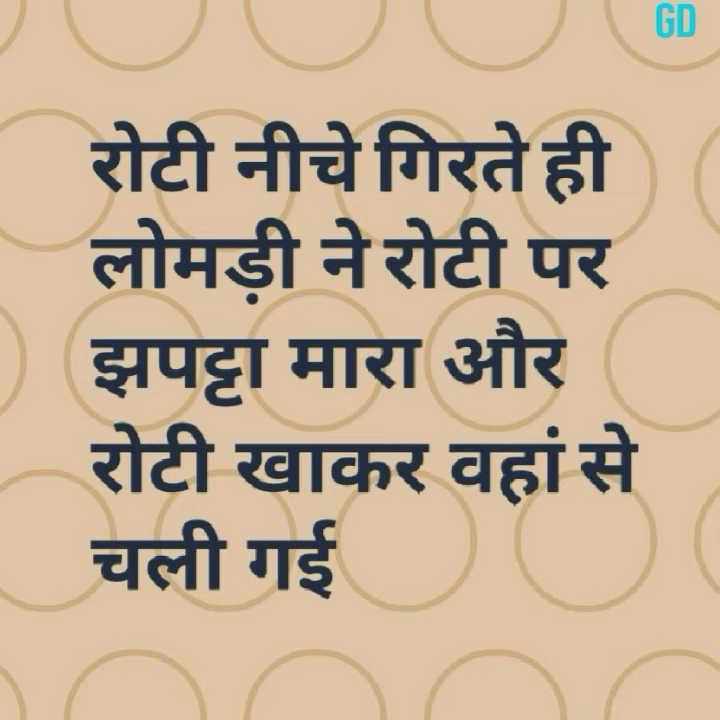 GD
रोटी नीचे गिरते ही
लोमड़ी ने रोटी पर
झपट्टा मारा और
रोटी खाकर वहां से
चली गई